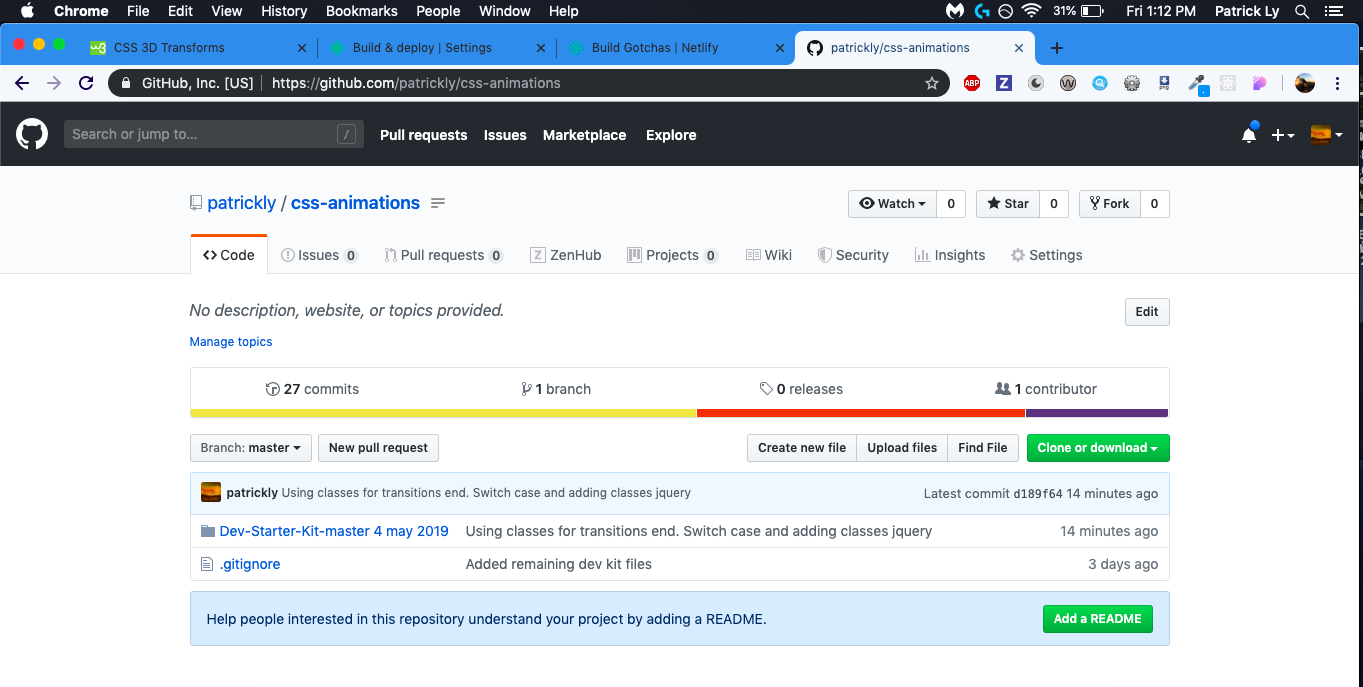 Chrome File Edit View History Bookmarks People Window Help 31% Fri 1:12 PM Patrick Ly
CSS 3D Transforms Build & deploy | Settings Build Gotchas | Netlify patrickly/css-animations
GitHub, Inc. [US] https://github.com/patrickly/css-animations ABP Z W
Search or jump to... / Pull requests Issues Marketplace Explore
patrickly / css-animations Watch 0 Star 0 Fork 0
Code Issues 0 Pull requests 0 Z ZenHub Projects 0 Wiki Security Insights Settings
No description, website, or topics provided. Edit
Manage topics
27 commits 1 branch 0 releases 1 contributor
Branch: master New pull request Create new file Upload files Find File Clone or download
patrickly Using classes for transitions end. Switch case and adding classes jquery Latest commit d189f64 14 minutes ago
Dev-Starter-Kit-master 4 may 2019 Using classes for transitions end. Switch case and adding classes jquery 14 minutes ago
.gitignore Added remaining dev kit files 3 days ago
Help people interested in this repository understand your project by adding a README. Add a README